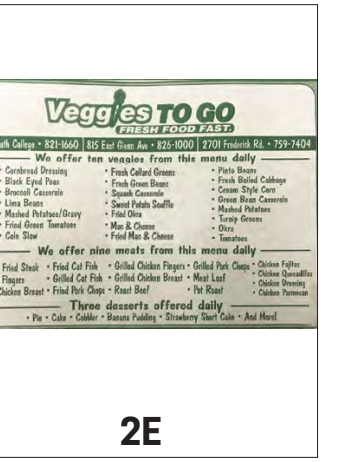 Veggies TO GO
FRESH FOOD FAST.
uth College • 821-1660 | 815 East Glenn Ave • 826-1000 | 2701 Frederick Rd. • 759-7404
We offer ten veggies from this menu daily
• Cornbread Dressing • Fresh Collard Greens • Pinto Beans
• Black Eyed Peas • Fresh Green Beans • Fresh Boiled Cabbage
• Broccoli Casserole • Squash Casserole • Cream Style Corn
• Lima Beans • Sweet Potato Souffle • Green Bean Casserole
• Mashed Potatoes/Gravy • Fried Okra • Mashed Potatoes
• Fried Green Tomatoes • Mac & Cheese • Turnip Greens
• Cole Slaw • Fried Mac & Cheese • Okra
• Tomatoes
We offer nine meats from this menu daily
Fried Steak • Fried Cat Fish • Grilled Chicken Fingers • Grilled Pork Chops • Chicken Fajitas
Fingers • Grilled Cat Fish • Grilled Chicken Breast • Meat Loaf • Chicken Quesadillas
Chicken Breast • Fried Pork Chops • Roast Beef • Pot Roast • Chicken Dressing
• Chicken Parmesan
Three desserts offered daily
• Pie • Cake • Cobbler • Banana Pudding • Strawberry Short Cake • And More!
2E